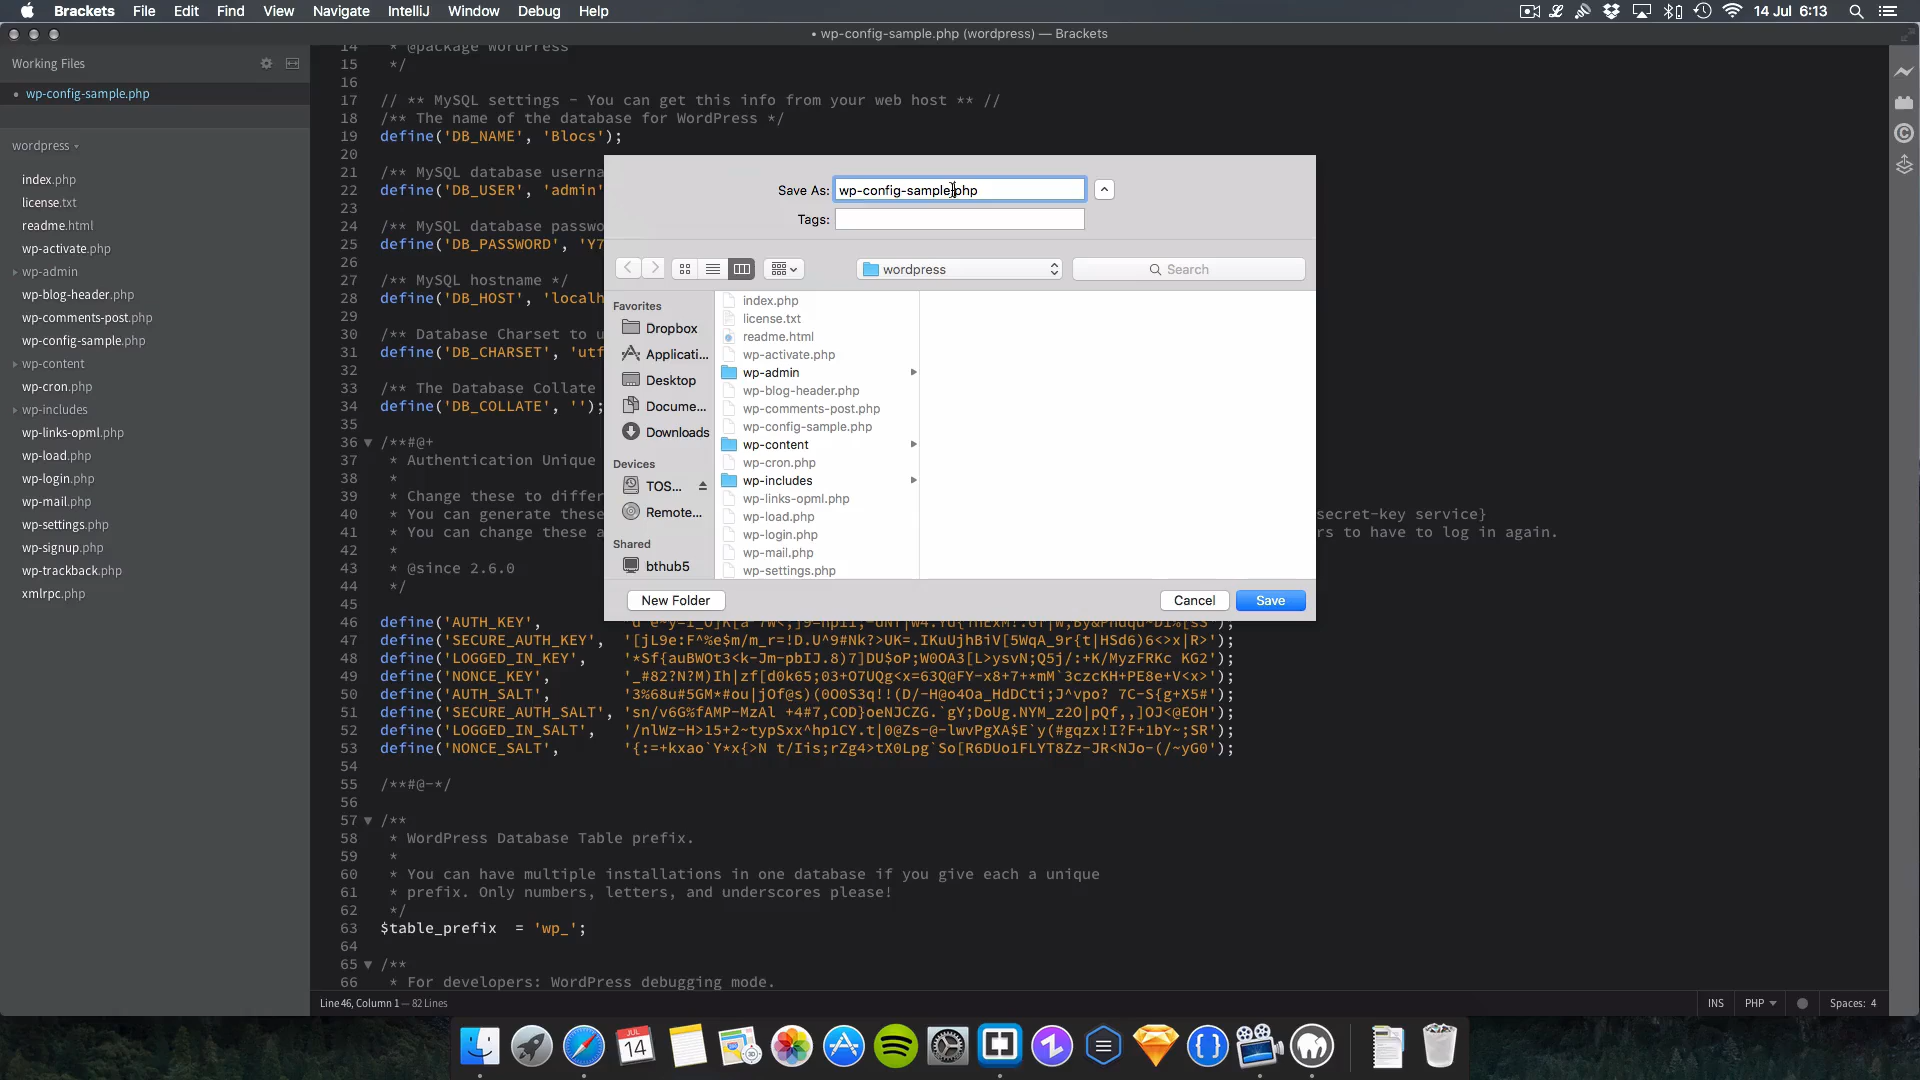 Brackets File Edit Find View Navigate IntelliJ Window Debug Help 14 Jul 6:13
• wp-config-sample.php (wordpress) — Brackets
Working Files
• wp-config-sample.php
wordpress
index.php
license.txt
readme.html
wp-activate.php
wp-admin
wp-blog-header.php
wp-comments-post.php
wp-config-sample.php
wp-content
wp-cron.php
wp-includes
wp-links-opml.php
wp-load.php
wp-login.php
wp-mail.php
wp-settings.php
wp-signup.php
wp-trackback.php
xmlrpc.php
14 * @package WordPress
15 */
16
17 // ** MySQL settings - You can get this info from your web host ** //
18 /** The name of the database for WordPress */
19 define('DB_NAME', 'Blocs');
20
21 /** MySQL database userna
22 define('DB_USER', 'admin'
23
24 /** MySQL database passwo
25 define('DB_PASSWORD', 'Y7
26
27 /** MySQL hostname */
28 define('DB_HOST', 'localh
29
30 /** Database Charset to u
31 define('DB_CHARSET', 'utf
32
33 /** The Database Collate
34 define('DB_COLLATE', '');
35
36 /**#@+
37 * Authentication Unique
38 *
39 * Change these to differ
40 * You can generate these secret-key service}
41 * You can change these a rs to have to log in again.
42 *
43 * @since 2.6.0
44 */
45
46 define('AUTH_KEY',
47 define('SECURE_AUTH_KEY', '[jL9e:F^%e$m/m_r=!D.U^9#Nk?>UK=.IKuUjhBiV[5WqA_9r{t|HSd6)6<>x|R>');
48 define('LOGGED_IN_KEY', '*Sf{auBWOt3<k-Jm-pbIJ.8)7]DU$oP;W0OA3[L>ysvN;Q5j/:+K/MyzFRKc KG2');
49 define('NONCE_KEY', '_#82?N?M)Ih|zf[d0k65;03+O7UQg<x=63Q@FY-x8+7+*mM`3czcKH+PE8e+V<x>');
50 define('AUTH_SALT', '3%68u#5GM*#ou|jOf@s)(0O0S3q!!(D/-H@o4Oa_HdDCti;J^vpo? 7C-S{g+X5#');
51 define('SECURE_AUTH_SALT', 'sn/v6G%fAMP-MzAl +4#7,COD}oeNJCZG.`gY;DoUg.NYM_z2O|pQf,,]OJ<@EOH');
52 define('LOGGED_IN_SALT', '/nlWz-H>15+2~typSxx^hp1CY.t|0@Zs-@-lwvPgXA$E`y(#gqzx!I?F+1bY~;SR');
53 define('NONCE_SALT', '{:=+kxao`Y*x{>N t/Iis;rZg4>tX0Lpg`So[R6DUo1FLYT8Zz-JR<NJo-(/~yG0');
54
55 /**#@-*/
56
57 /**
58 * WordPress Database Table prefix.
59 *
60 * You can have multiple installations in one database if you give each a unique
61 * prefix. Only numbers, letters, and underscores please!
62 */
63 $table_prefix = 'wp_';
64
65 /**
66 * For developers: WordPress debugging mode.
Save As: wp-config-sample.php
Tags:
wordpress
Search
Favorites
Dropbox
Applicati...
Desktop
Docume...
Downloads
Devices
TOS...
Remote...
Shared
bthub5
index.php
license.txt
readme.html
wp-activate.php
wp-admin
wp-blog-header.php
wp-comments-post.php
wp-config-sample.php
wp-content
wp-cron.php
wp-includes
wp-links-opml.php
wp-load.php
wp-login.php
wp-mail.php
wp-settings.php
New Folder Cancel Save
Line 46, Column 1 — 82 Lines INS PHP Spaces: 4
JUL
14